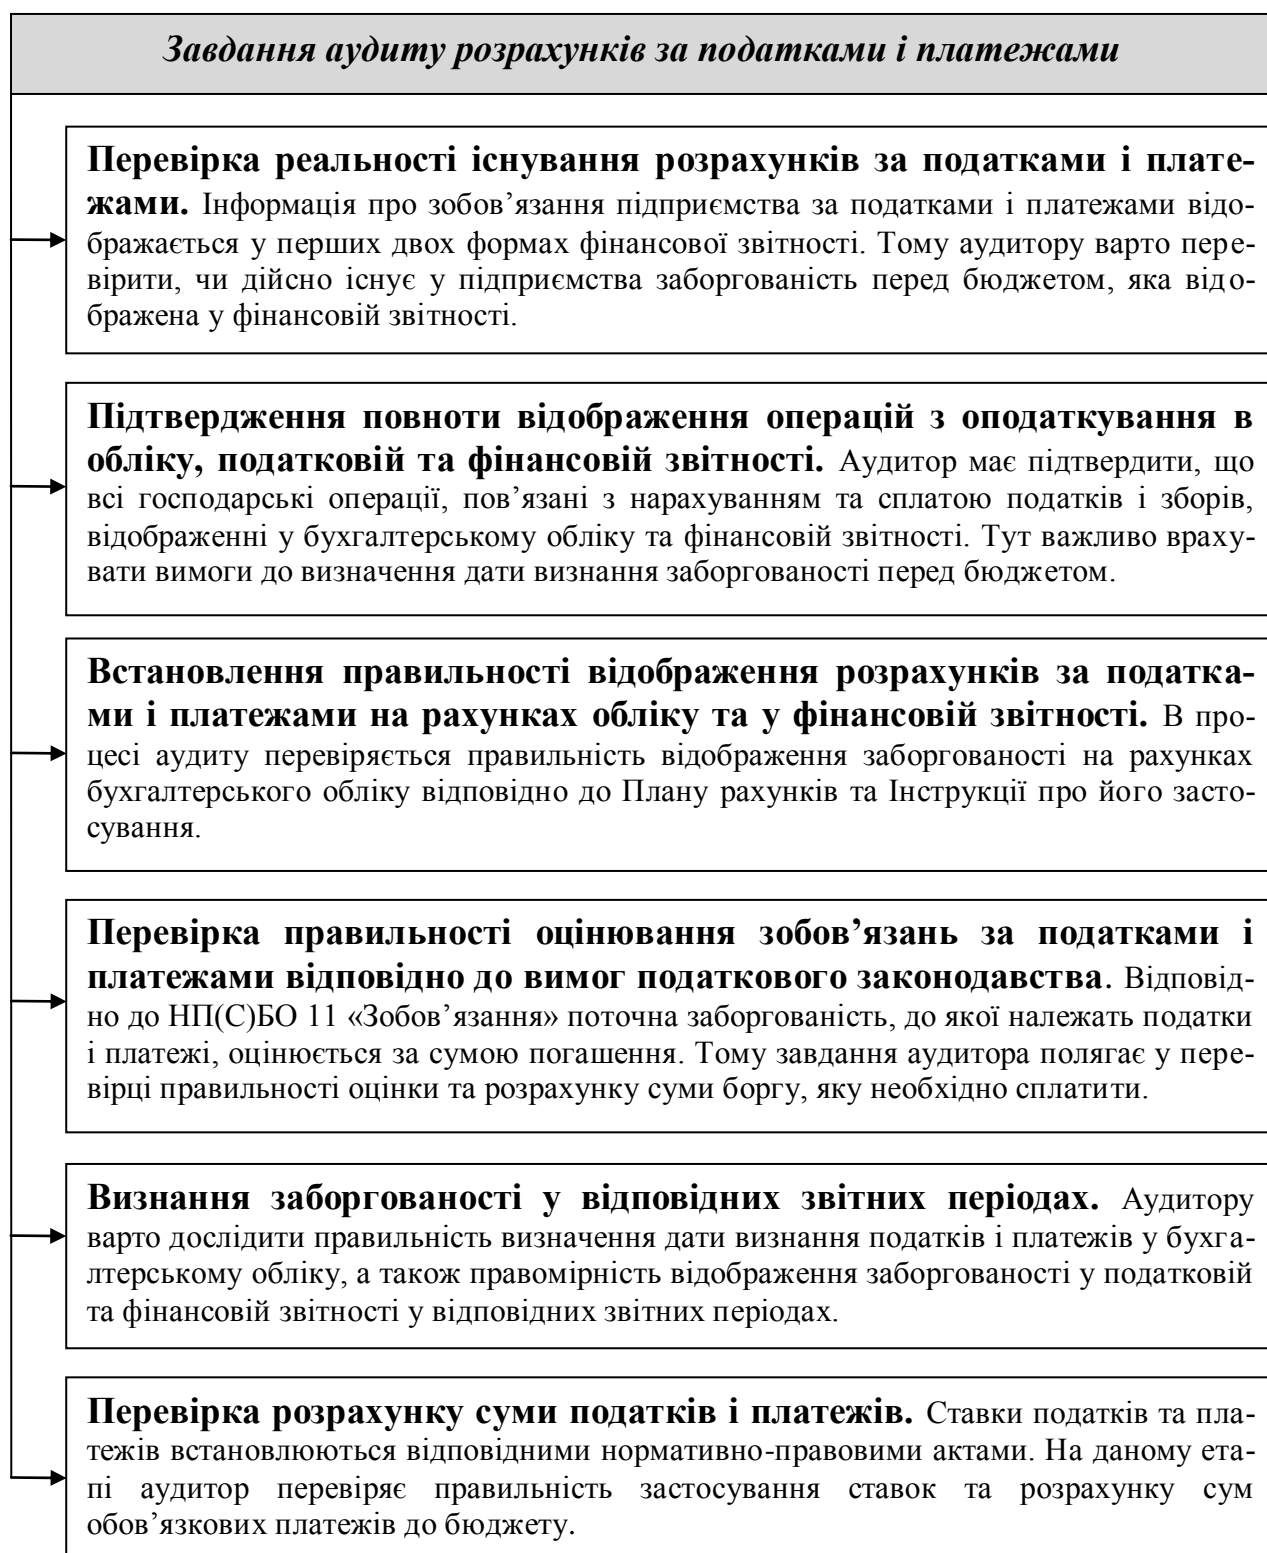 Завдання аудиту розрахунків за податками і платежами
Перевірка реальності існування розрахунків за податками і плате-
жами. Інформація про зобов’язання підприємства за податками і платежами відо-
бражається у перших двох формах фінансової звітності. Тому аудитору варто пере-
вірити, чи дійсно існує у підприємства заборгованість перед бюджетом, яка відо-
бражена у фінансовій звітності.
Підтвердження повноти відображення операцій з оподаткування в
обліку, податковій та фінансовій звітності. Аудитор має підтвердити, що
всі господарські операції, пов’язані з нарахуванням та сплатою податків і зборів,
відображенні у бухгалтерському обліку та фінансовій звітності. Тут важливо враху-
вати вимоги до визначення дати визнання заборгованості перед бюджетом.
Встановлення правильності відображення розрахунків за податка-
ми і платежами на рахунках обліку та у фінансовій звітності. В про-
цесі аудиту перевіряється правильність відображення заборгованості на рахунках
бухгалтерського обліку відповідно до Плану рахунків та Інструкції про його засто-
сування.
Перевірка правильності оцінювання зобов’язань за податками і
платежами відповідно до вимог податкового законодавства. Відповід-
но до НП(С)БО 11 «Зобов’язання» поточна заборгованість, до якої належать податки
і платежі, оцінюється за сумою погашення. Тому завдання аудитора полягає у пере-
вірці правильності оцінки та розрахунку суми боргу, яку необхідно сплатити.
Визнання заборгованості у відповідних звітних періодах. Аудитору
варто дослідити правильність визначення дати визнання податків і платежів у бухга-
лтерському обліку, а також правомірність відображення заборгованості у податковій
та фінансовій звітності у відповідних звітних періодах.
Перевірка розрахунку суми податків і платежів. Ставки податків та пла-
тежів встановлюються відповідними нормативно-правовими актами. На даному ета-
пі аудитор перевіряє правильність застосування ставок та розрахунку сум
обов’язкових платежів до бюджету.